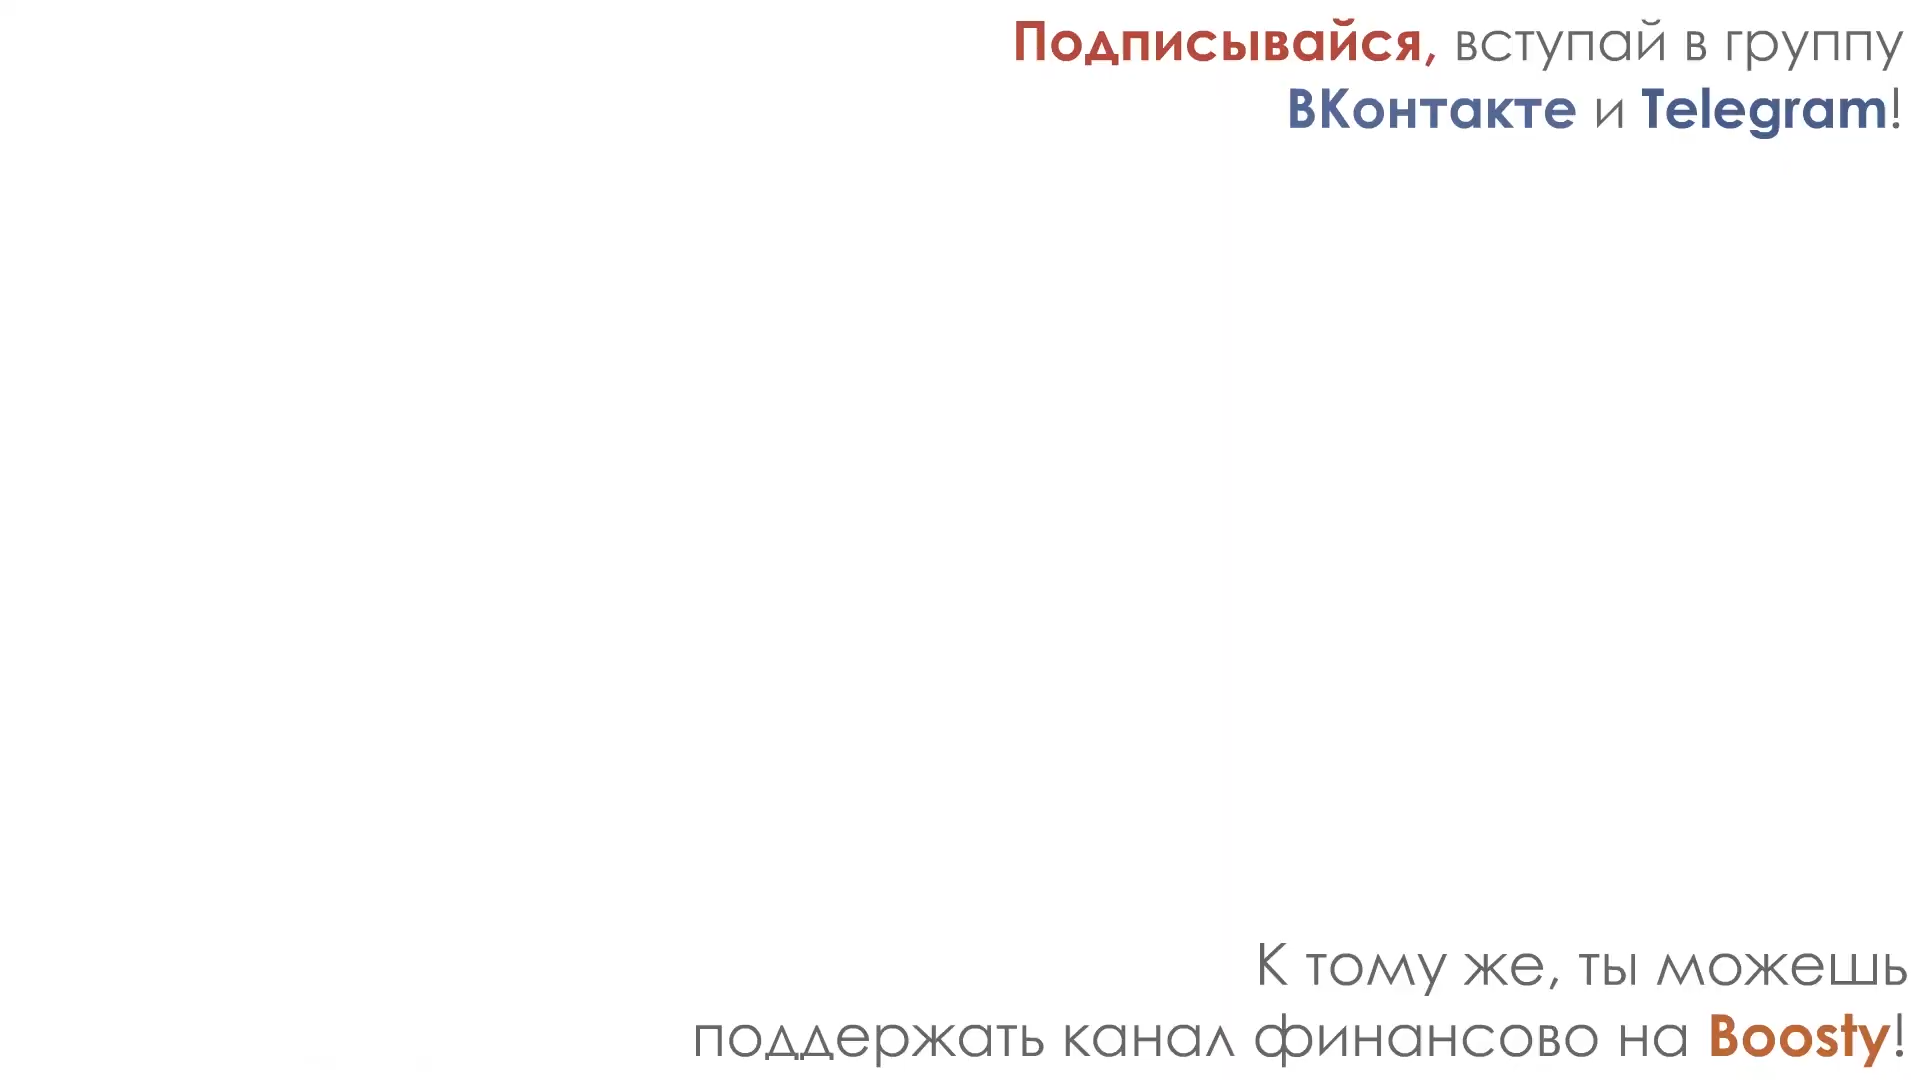 Подписывайся, вступай в группу
ВКонтакте и Telegram!
К тому же, ты можешь
поддержать канал финансово на Boosty!